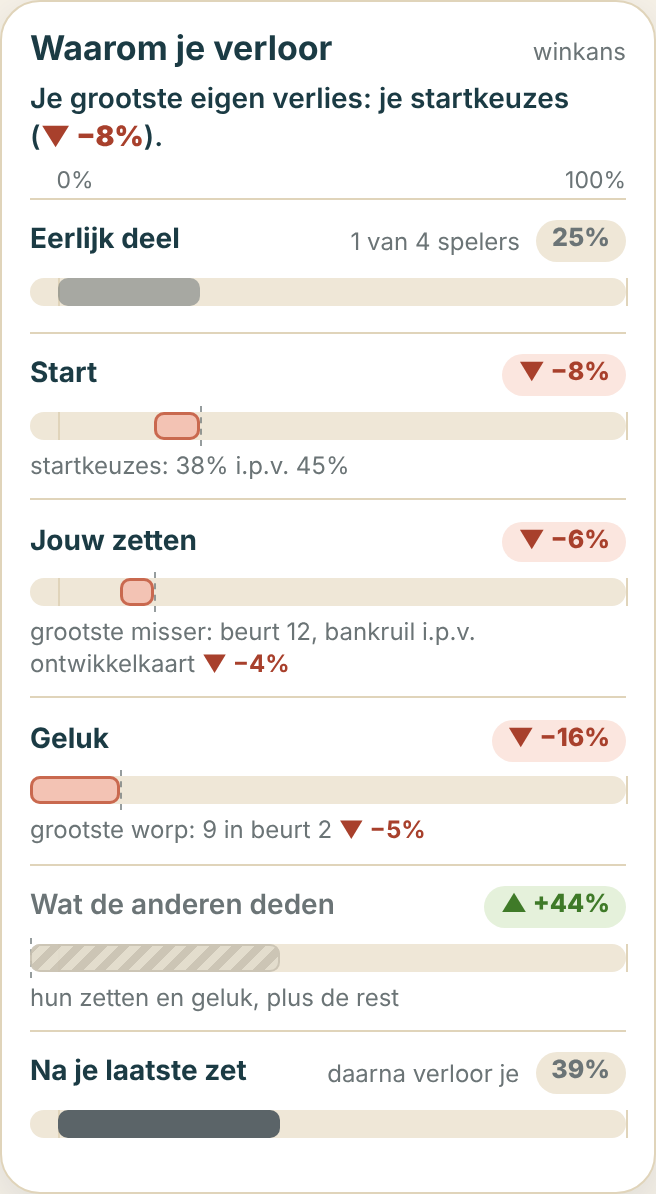 Waarom je verloor winkans
Je grootste eigen verlies: je startkeuzes
(▼ −8%).
0% 100%
Eerlijk deel 1 van 4 spelers 25%
Start ▼ −8%
startkeuzes: 38% i.p.v. 45%
Jouw zetten ▼ −6%
grootste misser: beurt 12, bankruil i.p.v.
ontwikkelkaart ▼ −4%
Geluk ▼ −16%
grootste worp: 9 in beurt 2 ▼ −5%
Wat de anderen deden ▲ +44%
hun zetten en geluk, plus de rest
Na je laatste zet daarna verloor je 39%